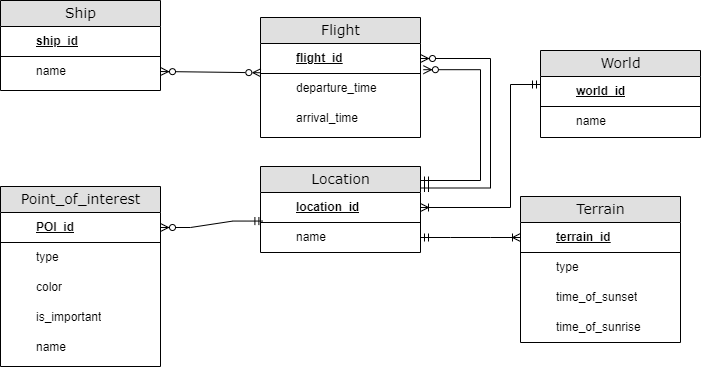 Ship
ship_id
name
Flight
flight_id
departure_time
arrival_time
World
world_id
name
Location
location_id
name
Point_of_interest
POI_id
type
color
is_important
name
Terrain
terrain_id
type
time_of_sunset
time_of_sunrise